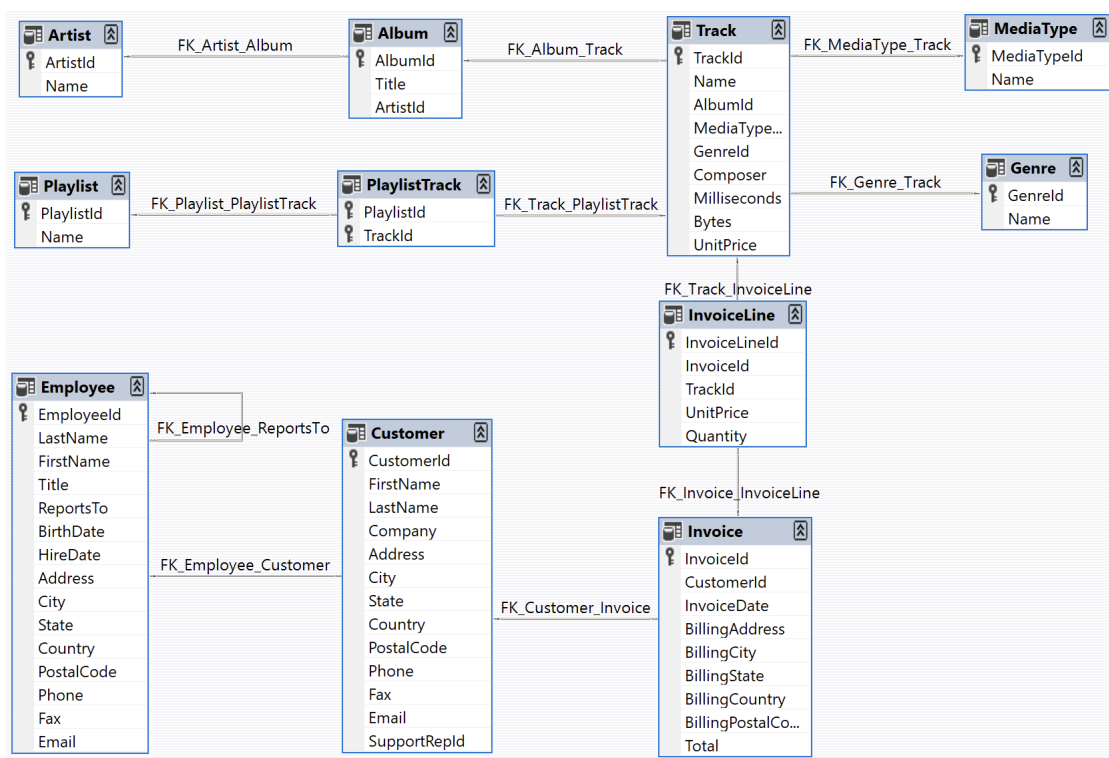 Artist
ArtistId
Name
FK_Artist_Album
Album
AlbumId
Title
ArtistId
FK_Album_Track
Track
TrackId
Name
AlbumId
MediaType...
GenreId
Composer
Milliseconds
Bytes
UnitPrice
FK_MediaType_Track
MediaType
MediaTypeId
Name
Playlist
PlaylistId
Name
FK_Playlist_PlaylistTrack
PlaylistTrack
PlaylistId
TrackId
FK_Track_PlaylistTrack
FK_Genre_Track
Genre
GenreId
Name
FK_Track_InvoiceLine
InvoiceLine
InvoiceLineId
InvoiceId
TrackId
UnitPrice
Quantity
Employee
EmployeeId
LastName
FirstName
Title
ReportsTo
BirthDate
HireDate
Address
City
State
Country
PostalCode
Phone
Fax
Email
FK_Employee_ReportsTo
FK_Employee_Customer
Customer
CustomerId
FirstName
LastName
Company
Address
City
State
Country
PostalCode
Phone
Fax
Email
SupportRepId
FK_Customer_Invoice
FK_Invoice_InvoiceLine
Invoice
InvoiceId
CustomerId
InvoiceDate
BillingAddress
BillingCity
BillingState
BillingCountry
BillingPostalCo...
Total